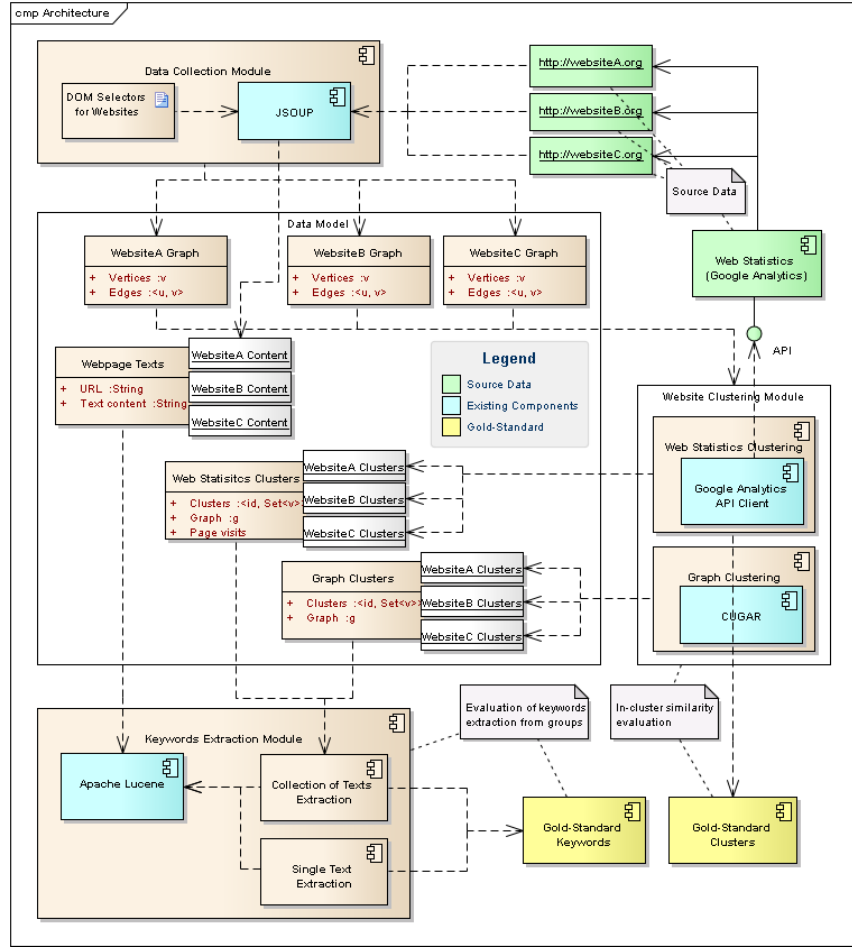 cmp Architecture
Data Collection Module
DOM Selectors
for Websites
JSOUP
http://websiteA.org
http://websiteB.org
http://websiteC.org
Source Data
Web Statistics
(Google Analytics)
API
Data Model
WebsiteA Graph
+ Vertices :v
+ Edges :<u, v>
WebsiteB Graph
+ Vertices :v
+ Edges :<u, v>
WebsiteC Graph
+ Vertices :v
+ Edges :<u, v>
Webpage Texts
+ URL :String
+ Text content :String
WebsiteA Content
WebsiteB Content
WebsiteC Content
Legend
Source Data
Existing Components
Gold-Standard
Website Clustering Module
Web Statistics Clustering
Google Analytics
API Client
Graph Clustering
CUGAR
Web Statisitcs Clusters
+ Clusters :<id, Set<v>>
+ Graph :g
+ Page visits
WebsiteA Clusters
WebsiteB Clusters
WebsiteC Clusters
Graph Clusters
+ Clusters :<id, Set<v>>
+ Graph :g
WebsiteA Clusters
WebsiteB Clusters
WebsiteC Clusters
Evaluation of keywords
extraction from groups
In-cluster similarity
evaluation
Keywords Extraction Module
Apache Lucene
Collection of Texts
Extraction
Single Text
Extraction
Gold-Standard
Keywords
Gold-Standard
Clusters